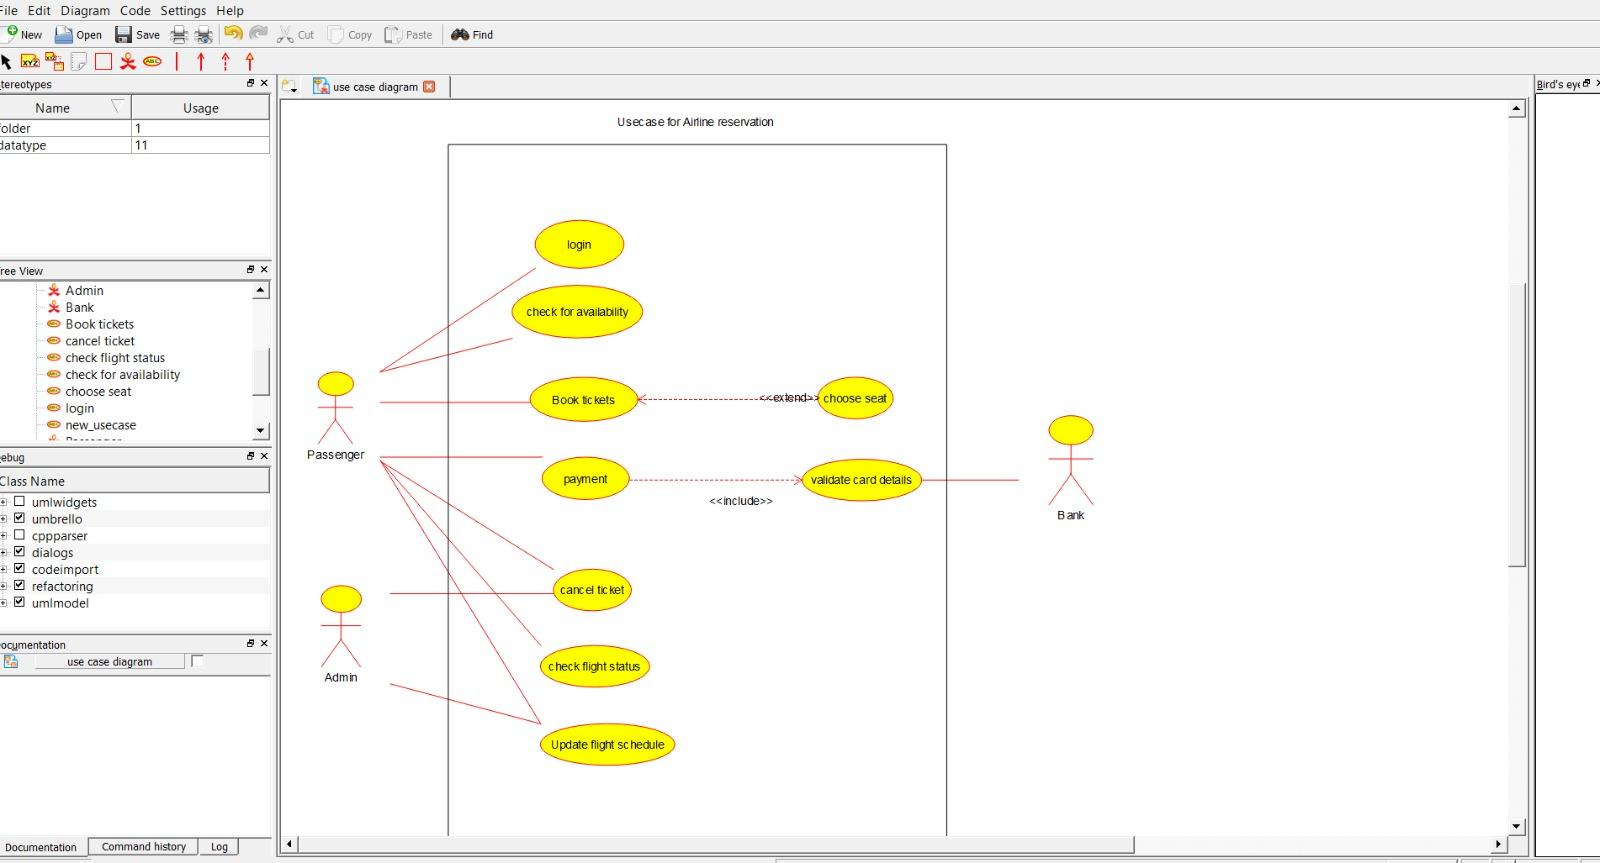 File Edit Diagram Code Settings Help
New Open Save Cut Copy Paste Find
XYZ XYZ ABC
tereotypes
Name Usage
folder 1
datatype 11
ree View
Admin
Bank
Book tickets
cancel ticket
check flight status
check for availability
choose seat
login
new_usecase
ebug
Class Name
umlwidgets
umbrello
cppparser
dialogs
codeimport
refactoring
umlmodel
ocumentation
use case diagram
Documentation Command history Log
use case diagram
Bird's eye
Usecase for Airline reservation
login
check for availability
Book tickets
<<extend>>
choose seat
Passenger
payment
validate card details
<<include>>
Bank
cancel ticket
Admin
check flight status
Update flight schedule